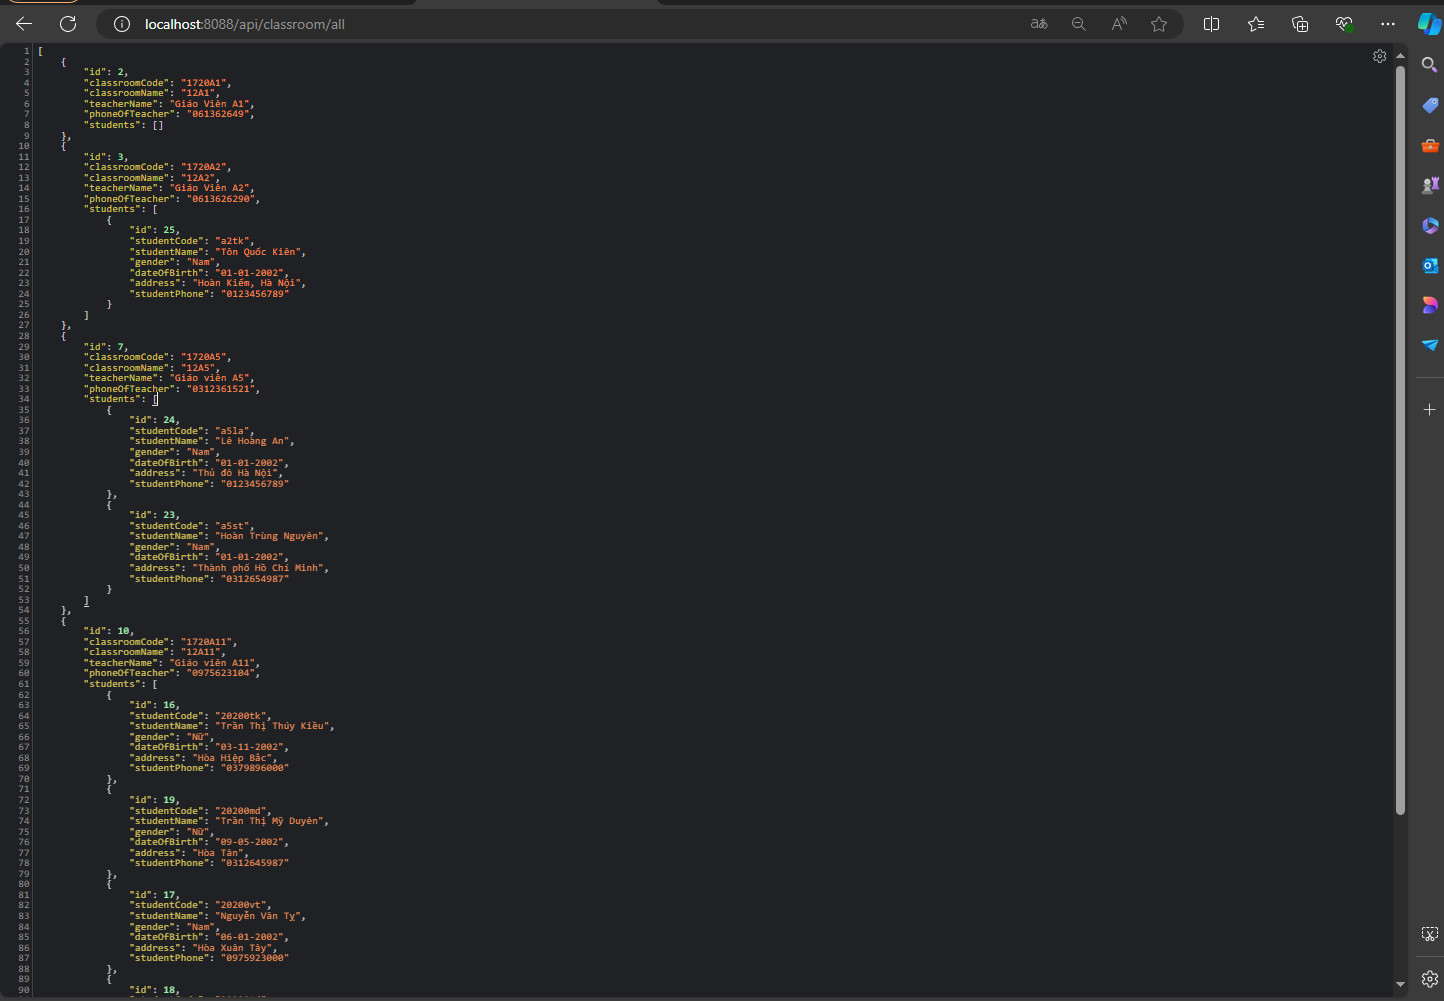 localhost:8088/api/classroom/all
1 [
2 {
3 "id": 2,
4 "classroomCode": "1720A1",
5 "classroomName": "12A1",
6 "teacherName": "Giáo Viên A1",
7 "phoneOfTeacher": "061362649",
8 "students": []
9 },
10 {
11 "id": 3,
12 "classroomCode": "1720A2",
13 "classroomName": "12A2",
14 "teacherName": "Giáo Viên A2",
15 "phoneOfTeacher": "0613626290",
16 "students": [
17 {
18 "id": 25,
19 "studentCode": "a2tk",
20 "studentName": "Tôn Quốc Kiên",
21 "gender": "Nam",
22 "dateOfBirth": "01-01-2002",
23 "address": "Hoàn Kiếm, Hà Nội",
24 "studentPhone": "0123456789"
25 }
26 ]
27 },
28 {
29 "id": 7,
30 "classroomCode": "1720A5",
31 "classroomName": "12A5",
32 "teacherName": "Giáo viên A5",
33 "phoneOfTeacher": "0312361521",
34 "students": [
35 {
36 "id": 24,
37 "studentCode": "a5la",
38 "studentName": "Lê Hoàng An",
39 "gender": "Nam",
40 "dateOfBirth": "01-01-2002",
41 "address": "Thủ đô Hà Nội",
42 "studentPhone": "0123456789"
43 },
44 {
45 "id": 23,
46 "studentCode": "a5st",
47 "studentName": "Hoàn Trùng Nguyên",
48 "gender": "Nam",
49 "dateOfBirth": "01-01-2002",
50 "address": "Thành phố Hồ Chí Minh",
51 "studentPhone": "0312654987"
52 }
53 ]
54 },
55 {
56 "id": 10,
57 "classroomCode": "1720A11",
58 "classroomName": "12A11",
59 "teacherName": "Giáo viên A11",
60 "phoneOfTeacher": "0975623104",
61 "students": [
62 {
63 "id": 16,
64 "studentCode": "20200tk",
65 "studentName": "Trần Thị Thúy Kiều",
66 "gender": "Nữ",
67 "dateOfBirth": "03-11-2002",
68 "address": "Hòa Hiệp Bắc",
69 "studentPhone": "0379896000"
70 },
71 {
72 "id": 19,
73 "studentCode": "20200md",
74 "studentName": "Trần Thị Mỹ Duyên",
75 "gender": "Nữ",
76 "dateOfBirth": "09-05-2002",
77 "address": "Hòa Tân",
78 "studentPhone": "0312645987"
79 },
80 {
81 "id": 17,
82 "studentCode": "20200vt",
83 "studentName": "Nguyễn Văn Tỵ",
84 "gender": "Nam",
85 "dateOfBirth": "06-01-2002",
86 "address": "Hòa Xuân Tây",
87 "studentPhone": "0975923000"
88 },
89 {
90 "id": 18,